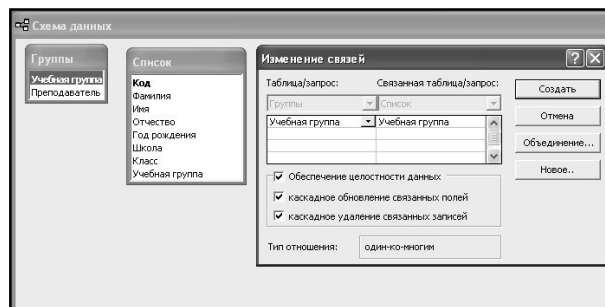 Схема данных
Группы
Учебная группа
Преподаватель
Список
Код
Фамилия
Имя
Отчество
Год рождения
Школа
Класс
Учебная группа
Изменение связей
Таблица/запрос: Связанная таблица/запрос:
Группы Список
Учебная группа Учебная группа
Обеспечение целостности данных
каскадное обновление связанных полей
каскадное удаление связанных записей
Тип отношения: один-ко-многим
Создать
Отмена
Объединение...
Новое..